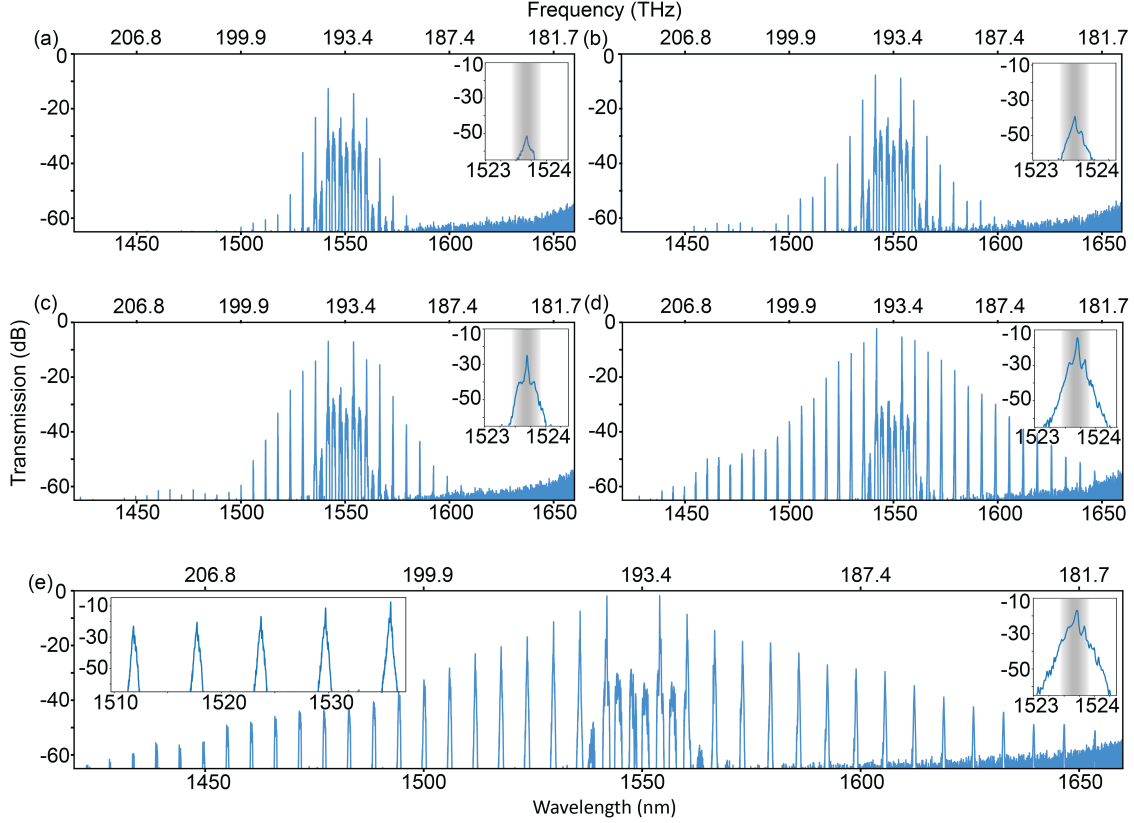 Frequency (THz)
(a) 206.8 199.9 193.4 187.4 181.7 (b) 206.8 199.9 193.4 187.4 181.7
0 -20 -40 -60
-10 -30 -50
1523 1524
1450 1500 1550 1600 1650
0 -20 -40 -60
-10 -30 -50
1523 1524
1450 1500 1550 1600 1650
Transmission (dB)
(c) 206.8 199.9 193.4 187.4 181.7 (d) 206.8 199.9 193.4 187.4 181.7
0 -20 -40 -60
-10 -30 -50
1523 1524
1450 1500 1550 1600 1650
0 -20 -40 -60
-10 -30 -50
1523 1524
1450 1500 1550 1600 1650
(e) 206.8 199.9 193.4 187.4 181.7
0 -20 -40 -60
-10 -30 -50
1510 1520 1530
-10 -30 -50
1523 1524
1450 1500 1550 1600 1650
Wavelength (nm)